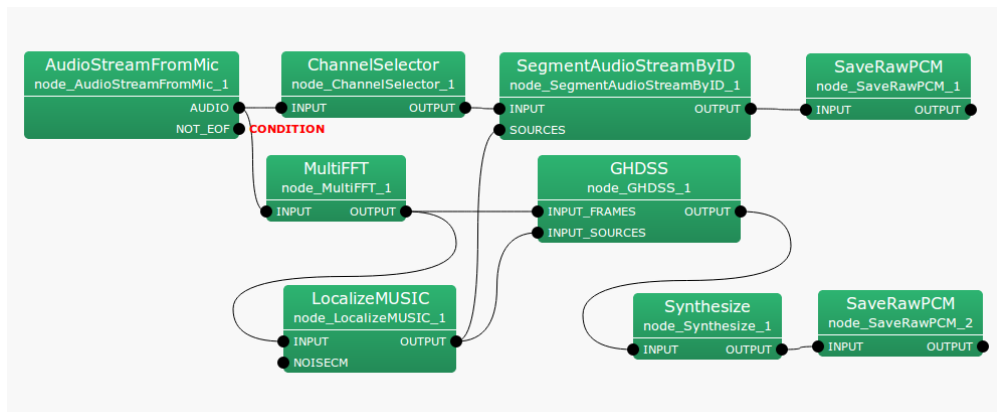 AudioStreamFromMic
node_AudioStreamFromMic_1
AUDIO
NOT_EOF CONDITION
ChannelSelector
node_ChannelSelector_1
INPUT OUTPUT
SegmentAudioStreamByID
node_SegmentAudioStreamByID_1
INPUT OUTPUT
SOURCES
SaveRawPCM
node_SaveRawPCM_1
INPUT OUTPUT
MultiFFT
node_MultiFFT_1
INPUT OUTPUT
GHDSS
node_GHDSS_1
INPUT_FRAMES OUTPUT
INPUT_SOURCES
LocalizeMUSIC
node_LocalizeMUSIC_1
INPUT OUTPUT
NOISECM
Synthesize
node_Synthesize_1
INPUT OUTPUT
SaveRawPCM
node_SaveRawPCM_2
INPUT OUTPUT